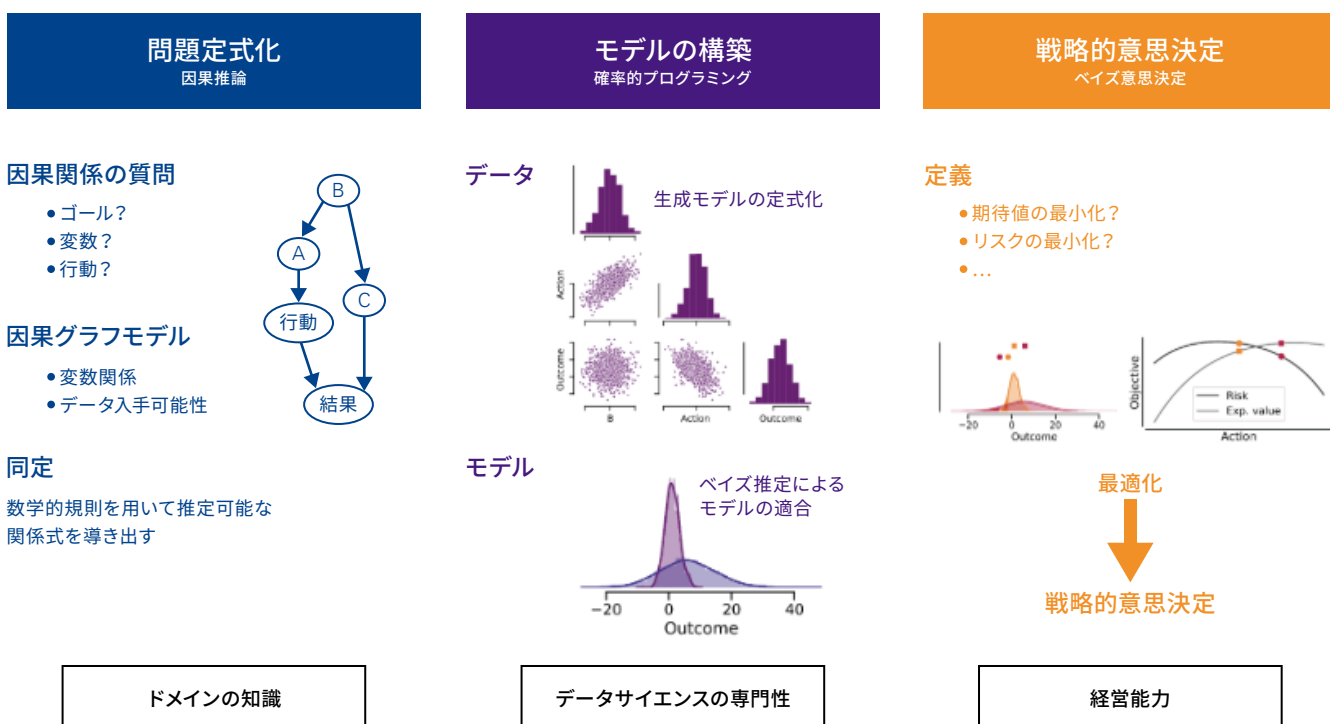 問題定式化
因果推論
因果関係の質問
• ゴール？
• 変数？
• 行動？
B
A
C
行動
結果
因果グラフモデル
• 変数関係
• データ入手可能性
同定
数学的規則を用いて推定可能な
関係式を導き出す
ドメインの知識
モデルの構築
確率的プログラミング
データ
生成モデルの定式化
Action
Outcome
B
Action
Outcome
モデル
ベイズ推定による
モデルの適合
−20 0 20 40
Outcome
データサイエンスの専門性
戦略的意思決定
ベイズ意思決定
定義
• 期待値の最小化？
• リスクの最小化？
• …
−20 0 20 40
Outcome
Objective
Risk
Exp. value
Action
最適化
戦略的意思決定
経営能力